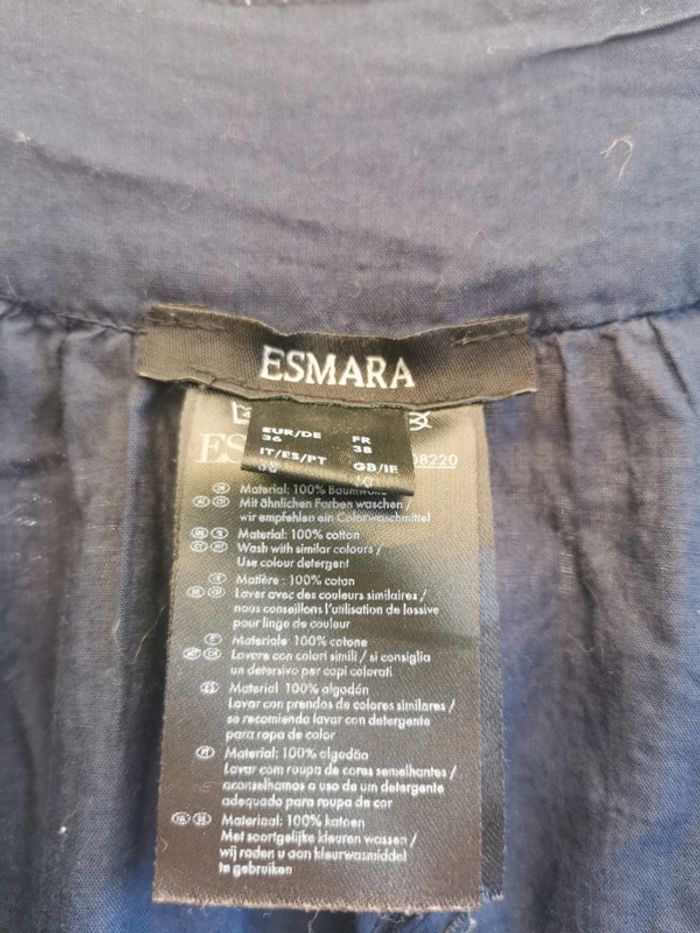 ESMARA
EUR/DE FR
36 38
IT/ES/PT GB/IE
ES
08220
Material: 100% Baumwolle
Mit ähnlichen Farben waschen /
wir empfehlen ein Colorwaschmittel
Material: 100% cotton
Wash with similar colours /
Use colour detergent
Matière : 100% coton
Laver avec des couleurs similaires /
nous conseillons l'utilisation de lessive
pour linge de couleur
Materiale: 100% cotone
Lavare con colori simili / si consiglia
un detersivo per capi colorati
Material: 100% algodón
Lavar con prendas de colores similares /
se recomienda lavar con detergente
para ropa de color
Material: 100% algodão
Lavar com roupa de cores semelhantes /
aconselhamos o uso de um detergente
adequado para roupa de cor
Materiaal: 100% katoen
Met soortgelijke kleuren wassen /
wij raden u aan kleurwasmiddel
te gebruiken